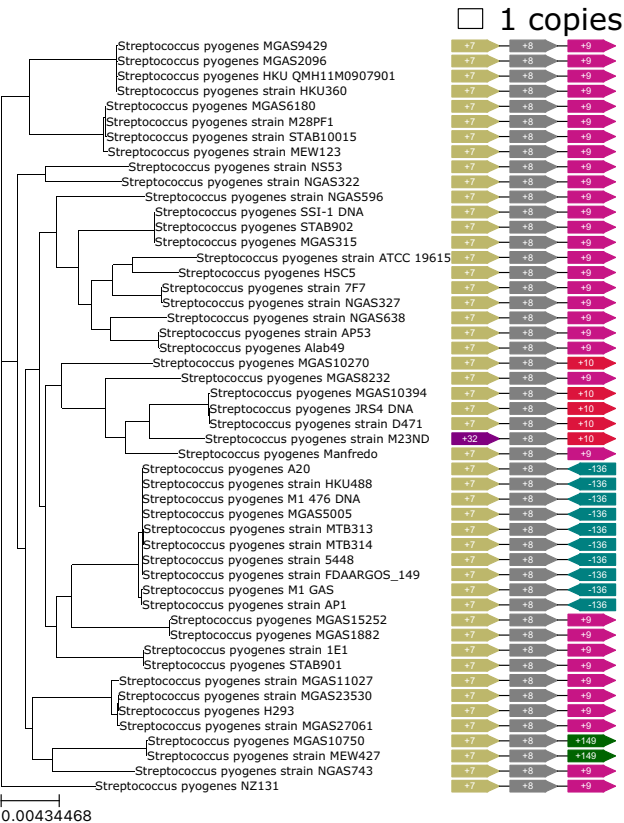 1 copies
Streptococcus pyogenes MGAS9429 +7 +8 +9
Streptococcus pyogenes MGAS2096 +7 +8 +9
Streptococcus pyogenes HKU QMH11M0907901 +7 +8 +9
Streptococcus pyogenes strain HKU360 +7 +8 +9
Streptococcus pyogenes MGAS6180 +7 +8 +9
Streptococcus pyogenes strain M28PF1 +7 +8 +9
Streptococcus pyogenes strain STAB10015 +7 +8 +9
Streptococcus pyogenes strain MEW123 +7 +8 +9
Streptococcus pyogenes strain NS53 +7 +8 +9
Streptococcus pyogenes strain NGAS322 +7 +8 +9
Streptococcus pyogenes strain NGAS596 +7 +8 +9
Streptococcus pyogenes SSI-1 DNA +7 +8 +9
Streptococcus pyogenes STAB902 +7 +8 +9
Streptococcus pyogenes MGAS315 +7 +8 +9
Streptococcus pyogenes strain ATCC 19615 +7 +8 +9
Streptococcus pyogenes HSC5 +7 +8 +9
Streptococcus pyogenes strain 7F7 +7 +8 +9
Streptococcus pyogenes strain NGAS327 +7 +8 +9
Streptococcus pyogenes strain NGAS638 +7 +8 +9
Streptococcus pyogenes strain AP53 +7 +8 +9
Streptococcus pyogenes Alab49 +7 +8 +9
Streptococcus pyogenes MGAS10270 +7 +8 +10
Streptococcus pyogenes MGAS8232 +7 +8 +9
Streptococcus pyogenes MGAS10394 +7 +8 +10
Streptococcus pyogenes JRS4 DNA +7 +8 +10
Streptococcus pyogenes strain D471 +7 +8 +10
Streptococcus pyogenes strain M23ND +32 +8 +10
Streptococcus pyogenes Manfredo +7 +8 +9
Streptococcus pyogenes A20 +7 +8 -136
Streptococcus pyogenes strain HKU488 +7 +8 -136
Streptococcus pyogenes M1 476 DNA +7 +8 -136
Streptococcus pyogenes MGAS5005 +7 +8 -136
Streptococcus pyogenes strain MTB313 +7 +8 -136
Streptococcus pyogenes strain MTB314 +7 +8 -136
Streptococcus pyogenes strain 5448 +7 +8 -136
Streptococcus pyogenes strain FDAARGOS_149 +7 +8 -136
Streptococcus pyogenes M1 GAS +7 +8 -136
Streptococcus pyogenes strain AP1 +7 +8 -136
Streptococcus pyogenes MGAS15252 +7 +8 +9
Streptococcus pyogenes MGAS1882 +7 +8 +9
Streptococcus pyogenes strain 1E1 +7 +8 +9
Streptococcus pyogenes STAB901 +7 +8 +9
Streptococcus pyogenes strain MGAS11027 +7 +8 +9
Streptococcus pyogenes strain MGAS23530 +7 +8 +9
Streptococcus pyogenes H293 +7 +8 +9
Streptococcus pyogenes strain MGAS27061 +7 +8 +9
Streptococcus pyogenes MGAS10750 +7 +8 +149
Streptococcus pyogenes strain MEW427 +7 +8 +149
Streptococcus pyogenes strain NGAS743 +7 +8 +9
Streptococcus pyogenes NZ131 +7 +8 +9
0.00434468